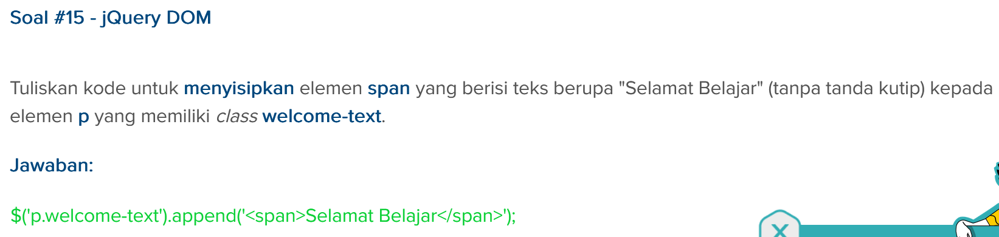 Soal #15 - jQuery DOM
Tuliskan kode untuk menyisipkan elemen span yang berisi teks berupa "Selamat Belajar" (tanpa tanda kutip) kepada
elemen p yang memiliki class welcome-text.
Jawaban:
$('p.welcome-text').append('<span>Selamat Belajar</span>');
X